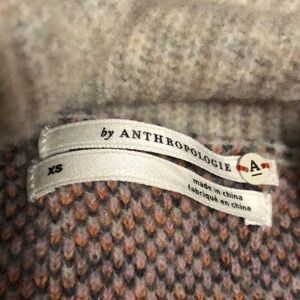 by ANTHROPOLOGIE
A
XS
made in china
fabriqué en chine